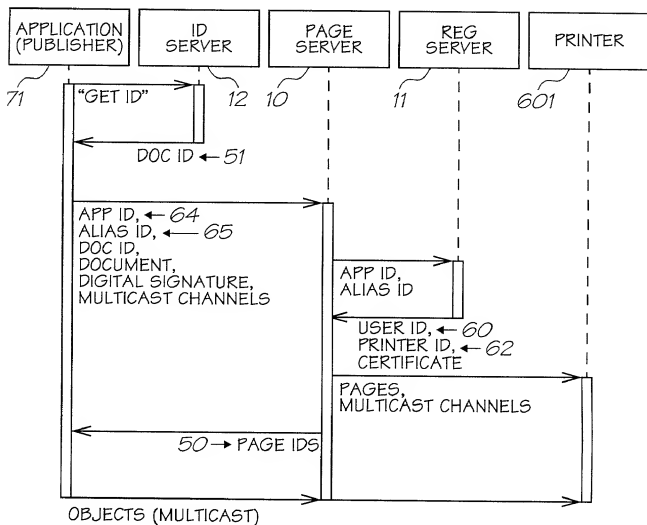 APPLICATION
(PUBLISHER)
ID
SERVER
PAGE
SERVER
REG
SERVER
PRINTER
71
12
10
11
601
"GET ID"
DOC ID ← 51
APP ID, ← 64
ALIAS ID, ← 65
DOC ID,
DOCUMENT,
DIGITAL SIGNATURE,
MULTICAST CHANNELS
APP ID,
ALIAS ID
USER ID, ← 60
PRINTER ID, ← 62
CERTIFICATE
PAGES,
MULTICAST CHANNELS
50 → PAGE IDS
OBJECTS (MULTICAST)